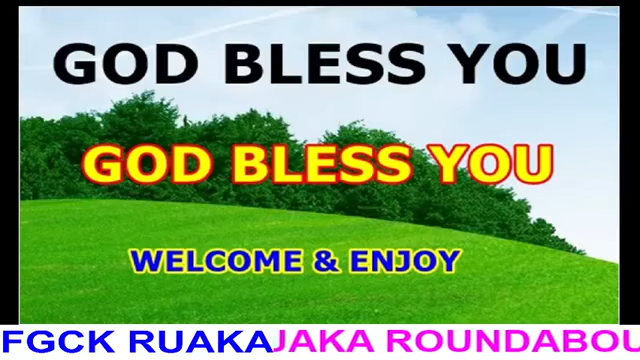 GOD BLESS YOU
GOD BLESS YOU
WELCOME & ENJOY
FGCK RUAKAJAKA ROUNDABOU